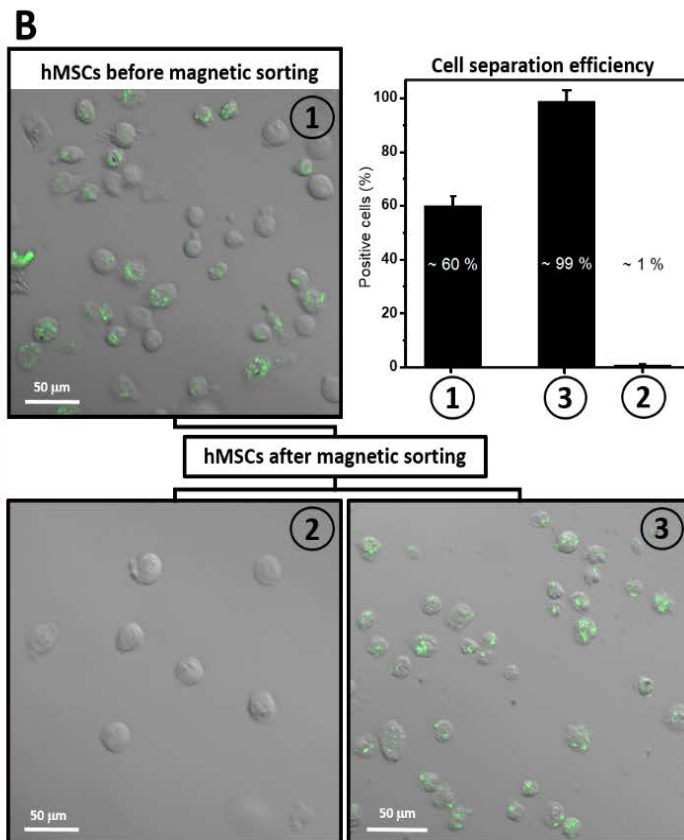 B
hMSCs before magnetic sorting
1
50 µm
Cell separation efficiency
Positive cells (%)
100
80
60
40
20
0
~ 60 %
~ 99 %
~ 1 %
1
3
2
hMSCs after magnetic sorting
2
50 µm
3
50 µm